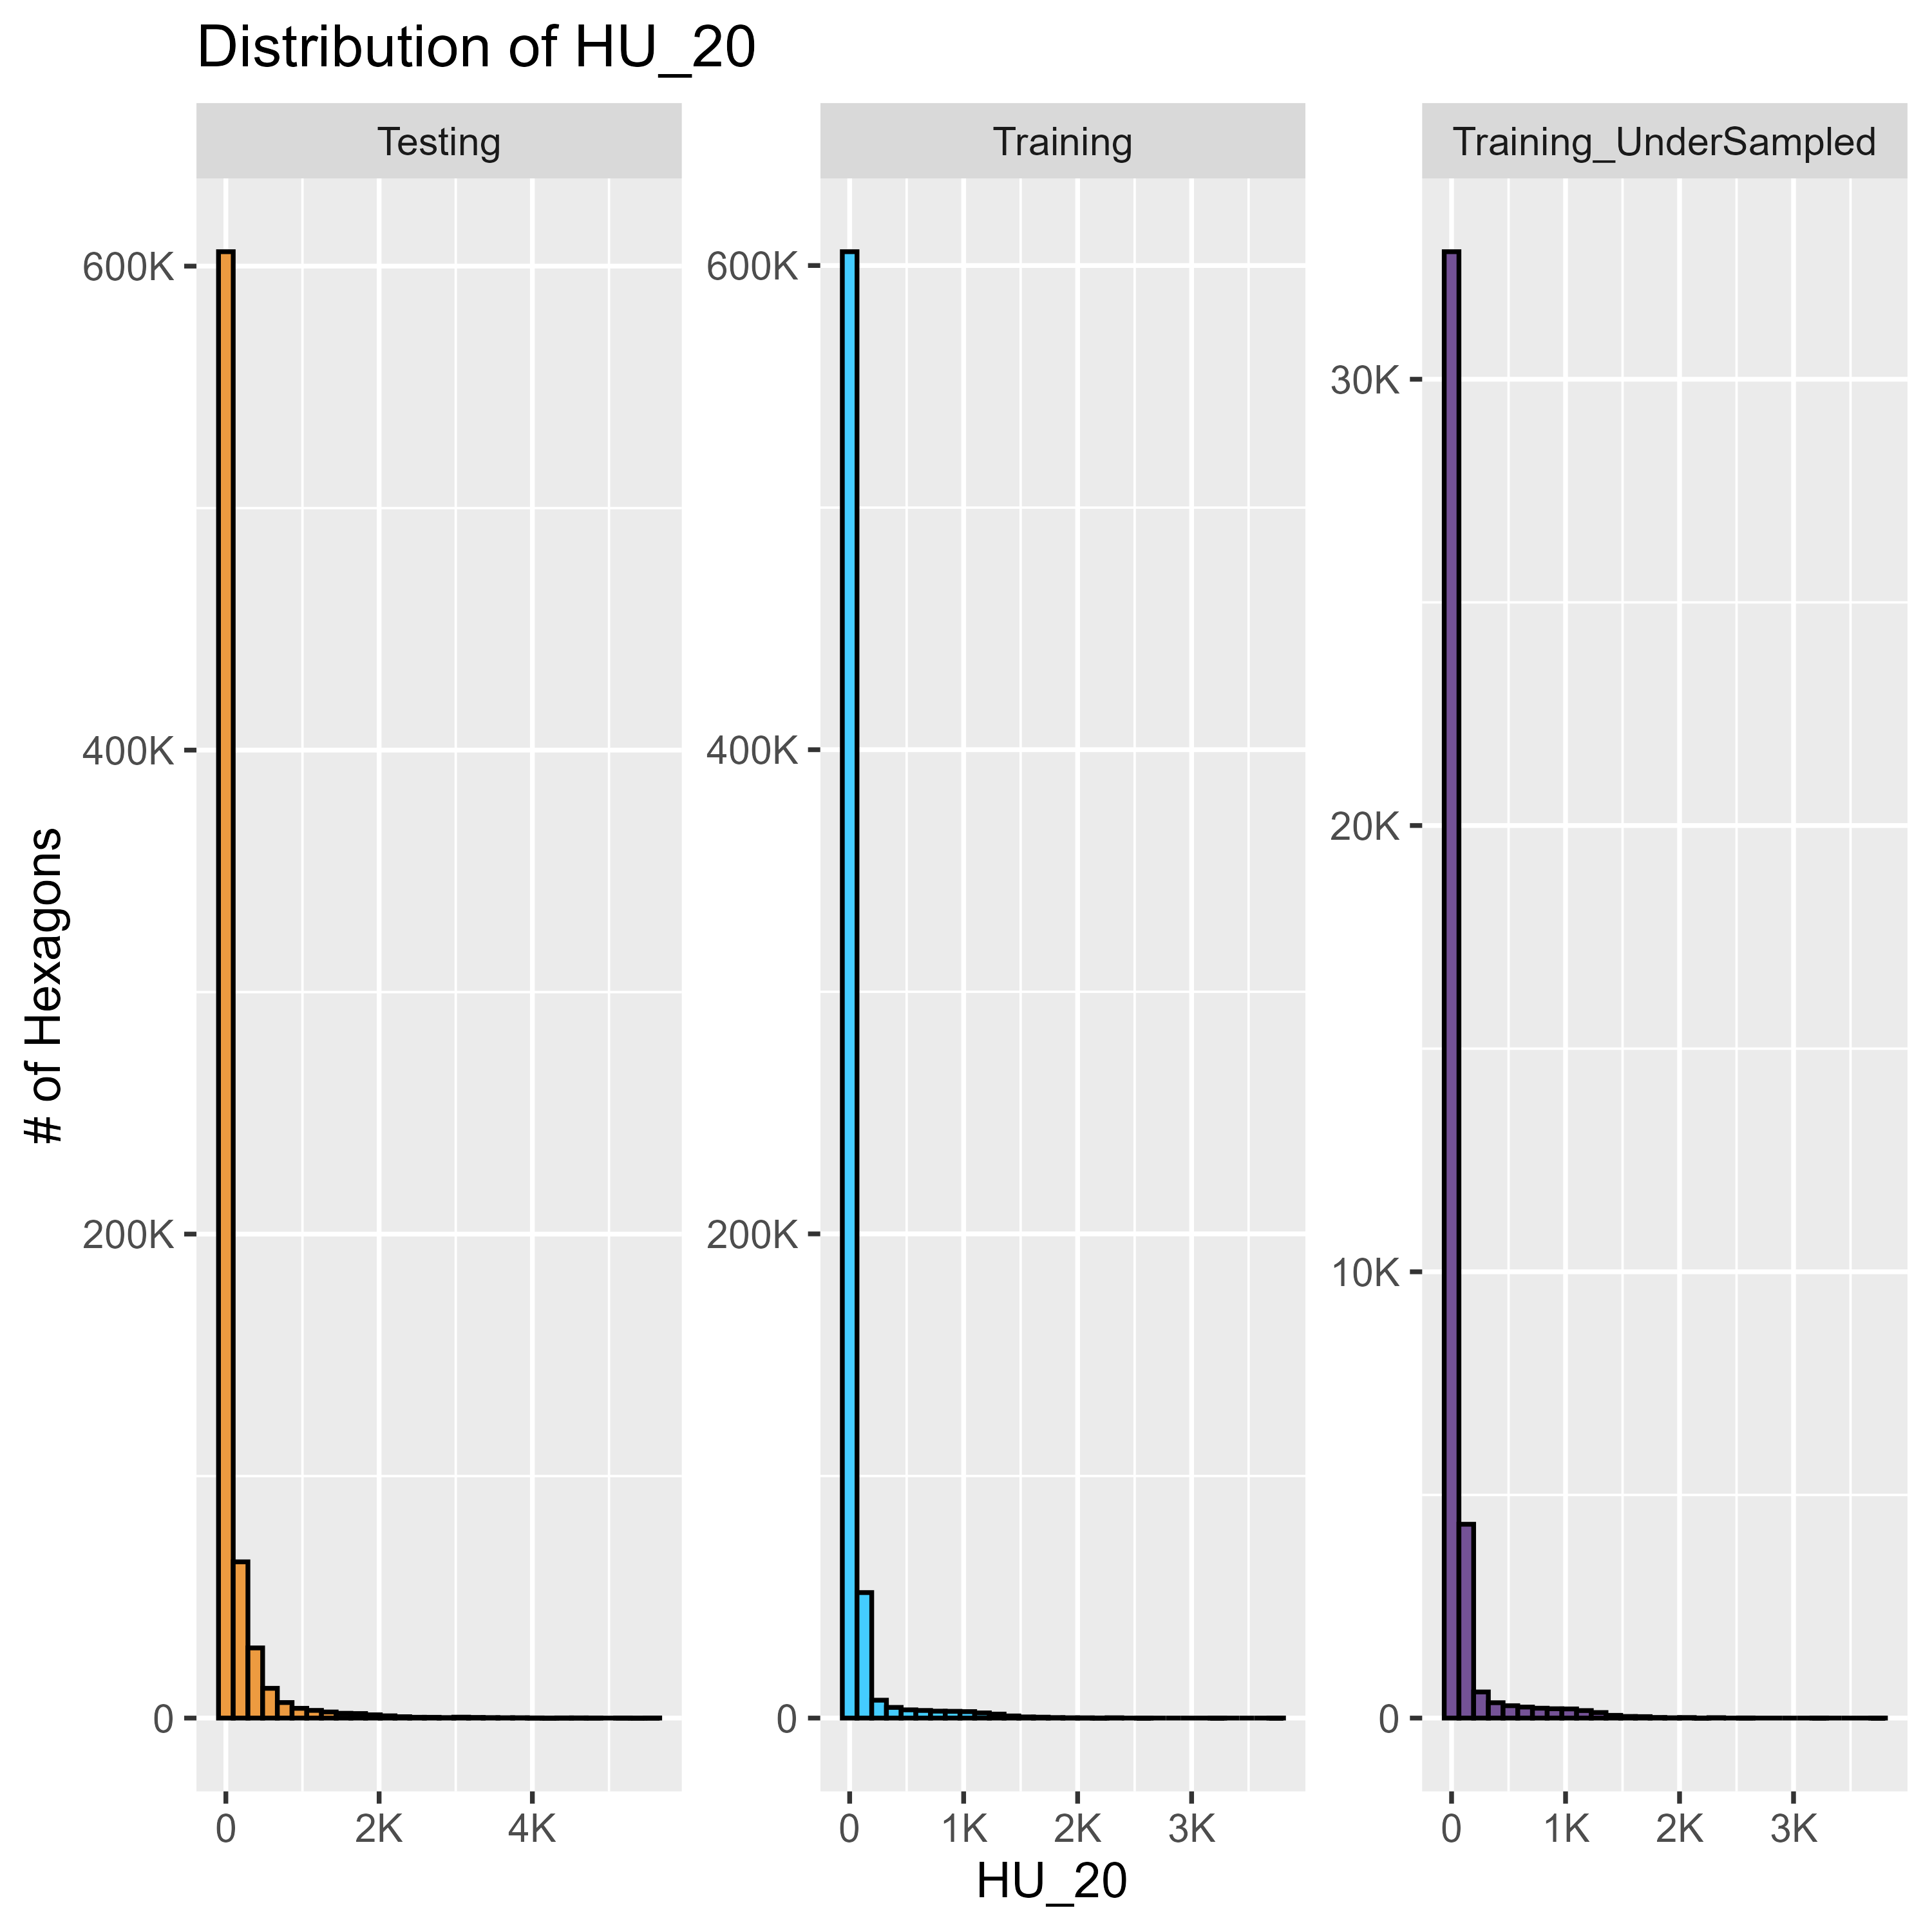 Distribution of HU_20
Testing
Training
Training_UnderSampled
# of Hexagons
600K
400K
200K
0
600K
400K
200K
0
30K
20K
10K
0
0 2K 4K
0 1K 2K 3K
0 1K 2K 3K
HU_20